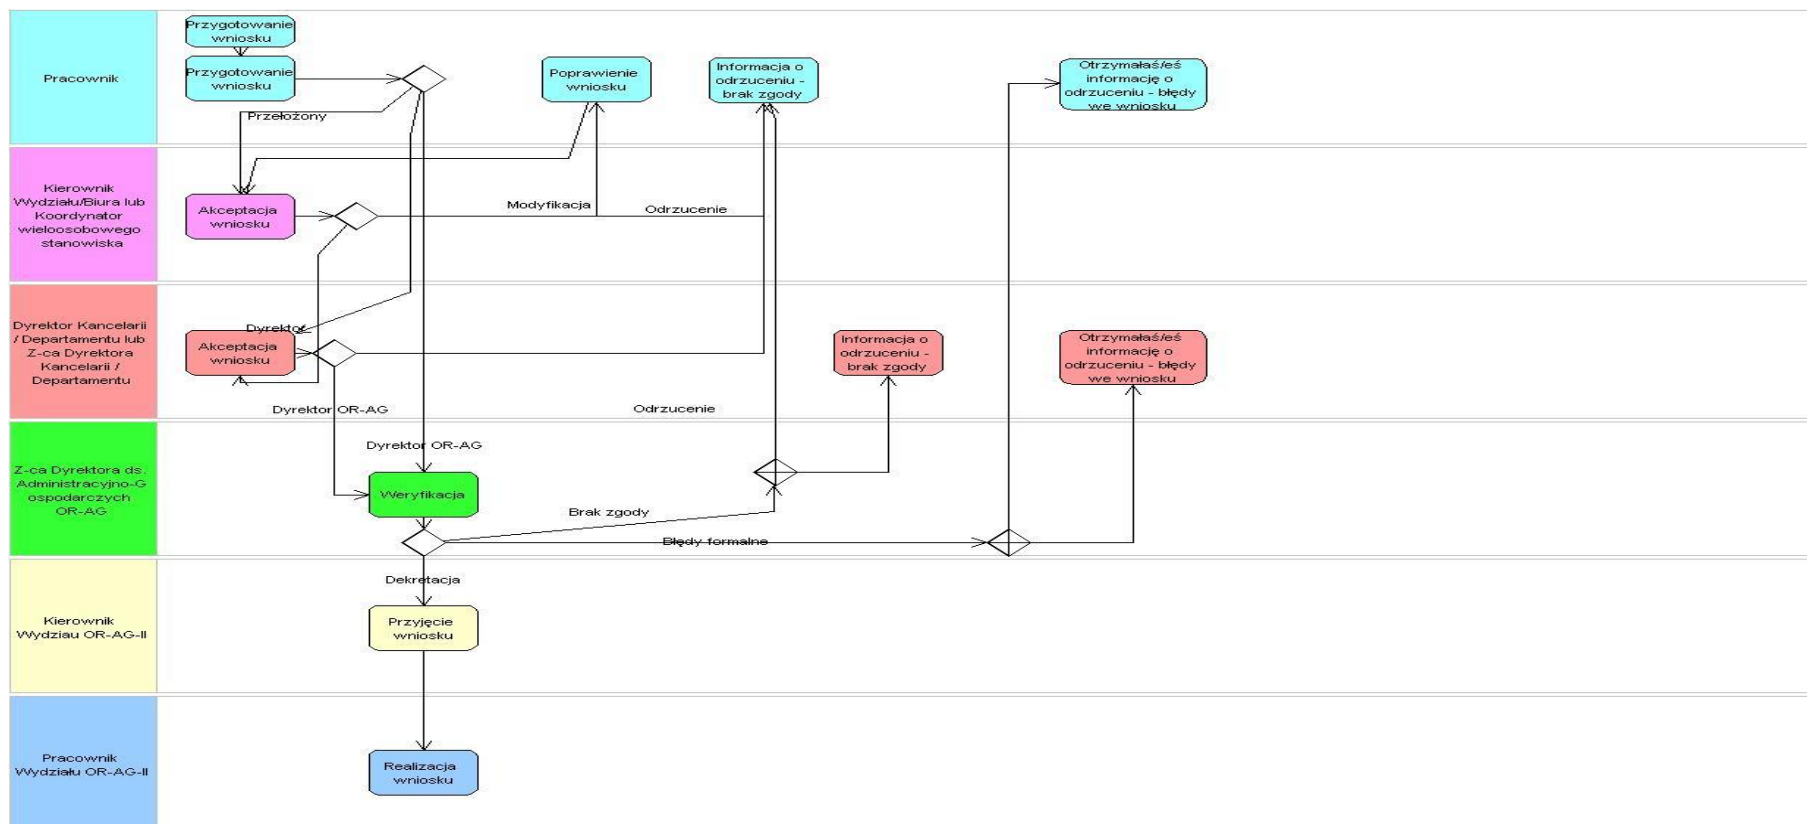 Pracownik
Przygotowanie
wniosku
Przygotowanie
wniosku
Poprawienie
wniosku
Informacja o
odrzuceniu -
brak zgody
Otrzymałaś/eś
informację o
odrzuceniu - błędy
we wniosku
Przełożony
Kierownik
Wydziału/Biura lub
Koordynator
wieloosobowego
stanowiska
Akceptacja
wniosku
Modyfikacja
Odrzucenie
Dyrektor Kancelarii
/ Departamentu lub
Z-ca Dyrektora
Kancelarii /
Departamentu
Dyrektor
Akceptacja
wniosku
Informacja o
odrzuceniu -
brak zgody
Otrzymałaś/eś
informację o
odrzuceniu - błędy
we wniosku
Dyrektor OR-AG
Odrzucenie
Z-ca Dyrektora ds.
Administracyjno-G
ospodarczych
OR-AG
Dyrektor OR-AG
Weryfikacja
Brak zgody
Błędy formalne
Kierownik
Wydziau OR-AG-II
Dekretacja
Przyjęcie
wniosku
Pracownik
Wydziału OR-AG-II
Realizacja
wniosku